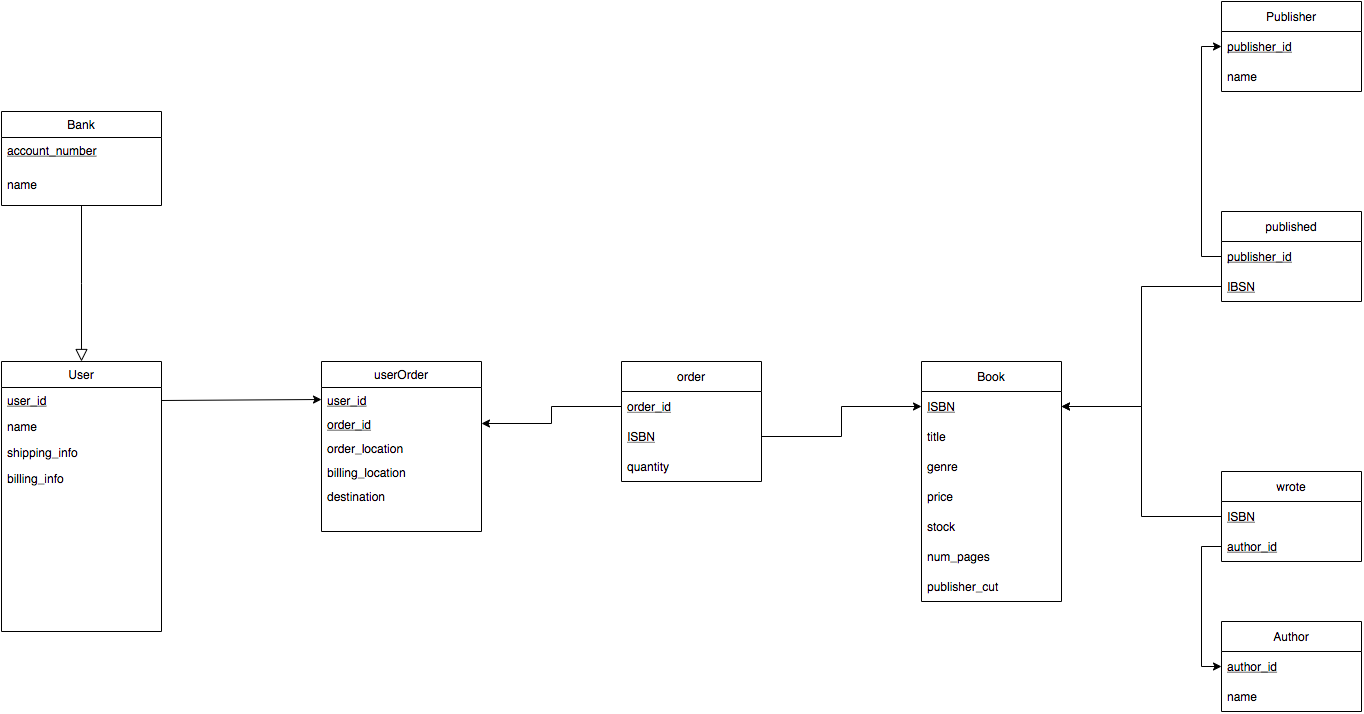 Publisher
publisher_id
name
Bank
account_number
name
published
publisher_id
IBSN
User
user_id
name
shipping_info
billing_info
userOrder
user_id
order_id
order_location
billing_location
destination
order
order_id
ISBN
quantity
Book
ISBN
title
genre
price
stock
num_pages
publisher_cut
wrote
ISBN
author_id
Author
author_id
name